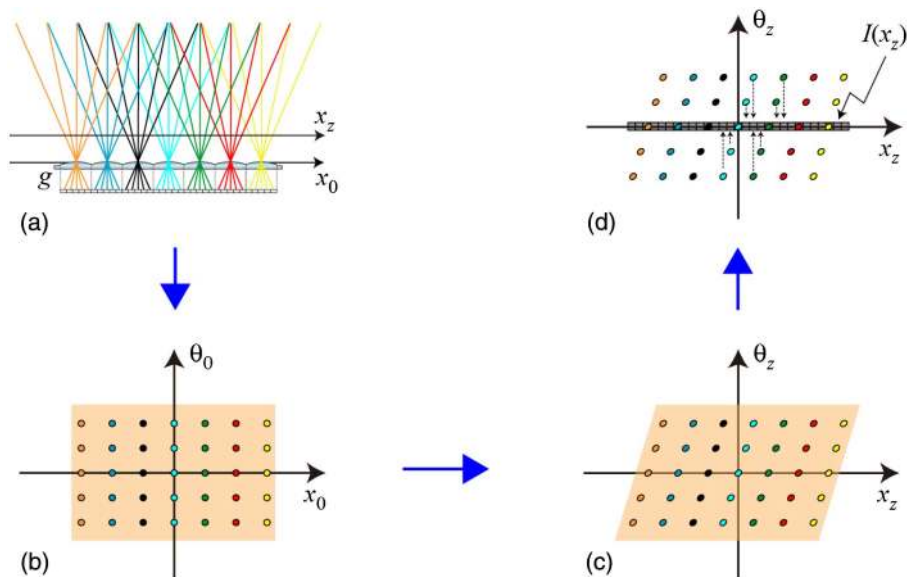 x_z
g
x_0
(a)
θ_z
I(x_z)
x_z
(d)
θ_0
x_0
(b)
θ_z
x_z
(c)